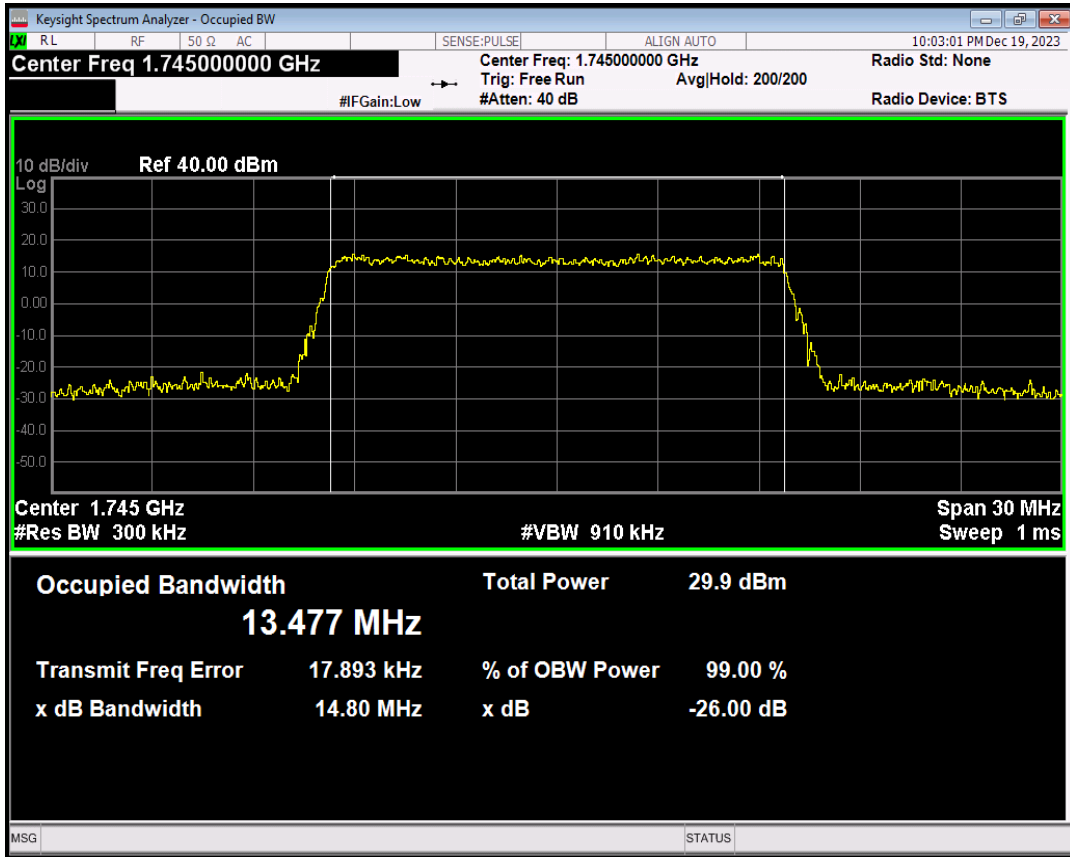 Keysight Spectrum Analyzer - Occupied BW
LXI RL RF 50 Ω AC SENSE:PULSE ALIGN AUTO 10:03:01 PM Dec 19, 2023
Center Freq 1.745000000 GHz Center Freq: 1.745000000 GHz Radio Std: None
Trig: Free Run Avg|Hold: 200/200
#IFGain:Low #Atten: 40 dB Radio Device: BTS
10 dB/div Ref 40.00 dBm
Log
30.0
20.0
10.0
0.00
-10.0
-20.0
-30.0
-40.0
-50.0
Center 1.745 GHz Span 30 MHz
#Res BW 300 kHz #VBW 910 kHz Sweep 1 ms
Occupied Bandwidth Total Power 29.9 dBm
13.477 MHz
Transmit Freq Error 17.893 kHz % of OBW Power 99.00 %
x dB Bandwidth 14.80 MHz x dB -26.00 dB
MSG STATUS